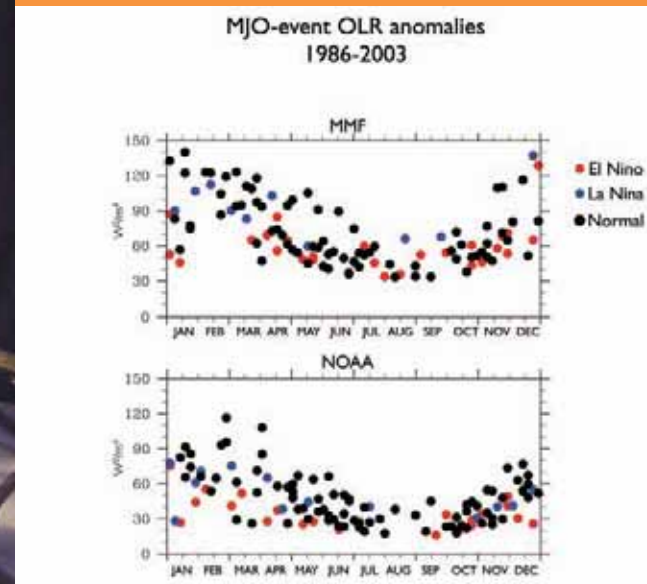 MJO-event OLR anomalies
1986-2003
MMF
150
120
90
60
30
0
W/m²
JAN FEB MAR APR MAY JUN JUL AUG SEP OCT NOV DEC
El Nino
La Nina
Normal
NOAA
150
120
90
60
30
0
W/m²
JAN FEB MAR APR MAY JUN JUL AUG SEP OCT NOV DEC